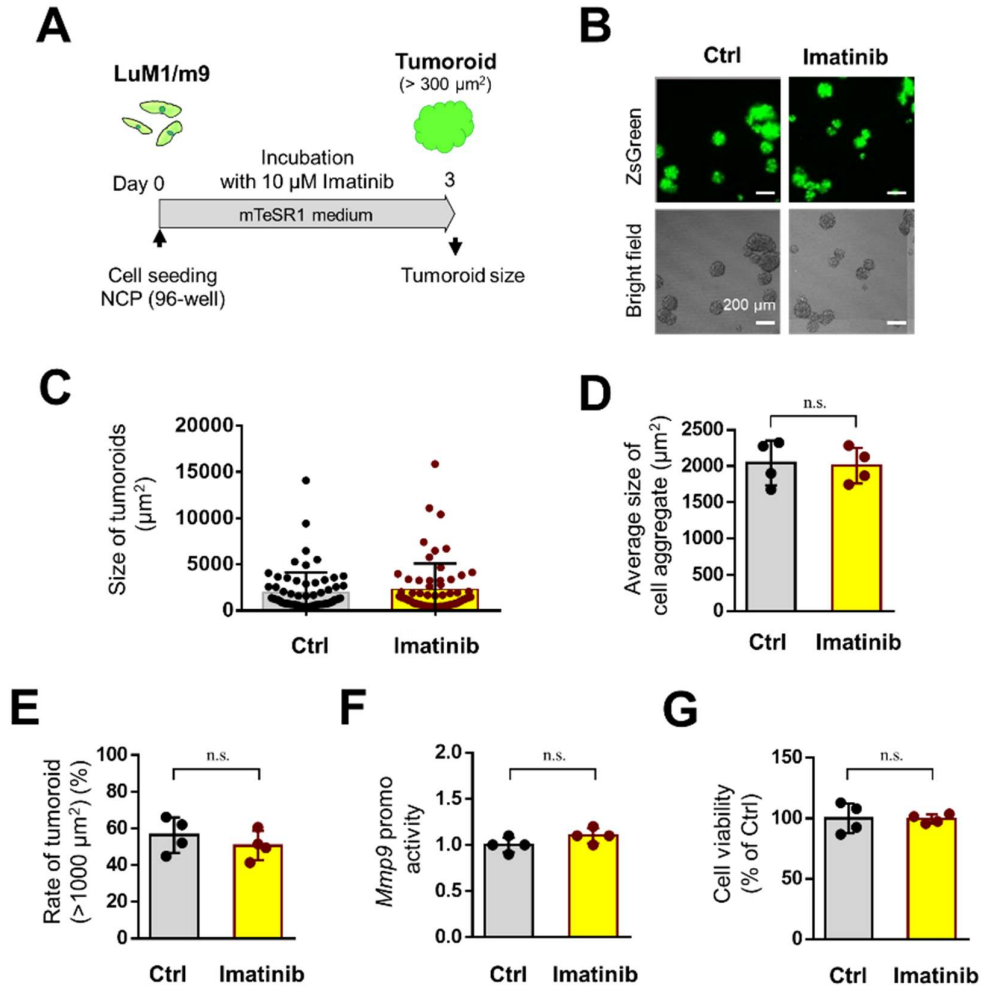 A
LuM1/m9
Tumoroid
(> 300 µm²)
Day 0
Incubation
with 10 µM Imatinib
3
mTeSR1 medium
Cell seeding
NCP (96-well)
Tumoroid size
B
Ctrl
Imatinib
ZsGreen
Bright field
200 µm
C
Size of tumoroids
(µm²)
20000
15000
10000
5000
0
Ctrl
Imatinib
D
Average size of
cell aggregate (µm²)
n.s.
2500
2000
1500
1000
500
0
Ctrl
Imatinib
E
Rate of tumoroid
(>1000 µm²) (%)
n.s.
100
80
60
40
20
0
Ctrl
Imatinib
F
Mmp9 promo
activity
n.s.
2.0
1.5
1.0
0.5
0.0
Ctrl
Imatinib
G
Cell viability
(% of Ctrl)
n.s.
150
100
50
0
Ctrl
Imatinib